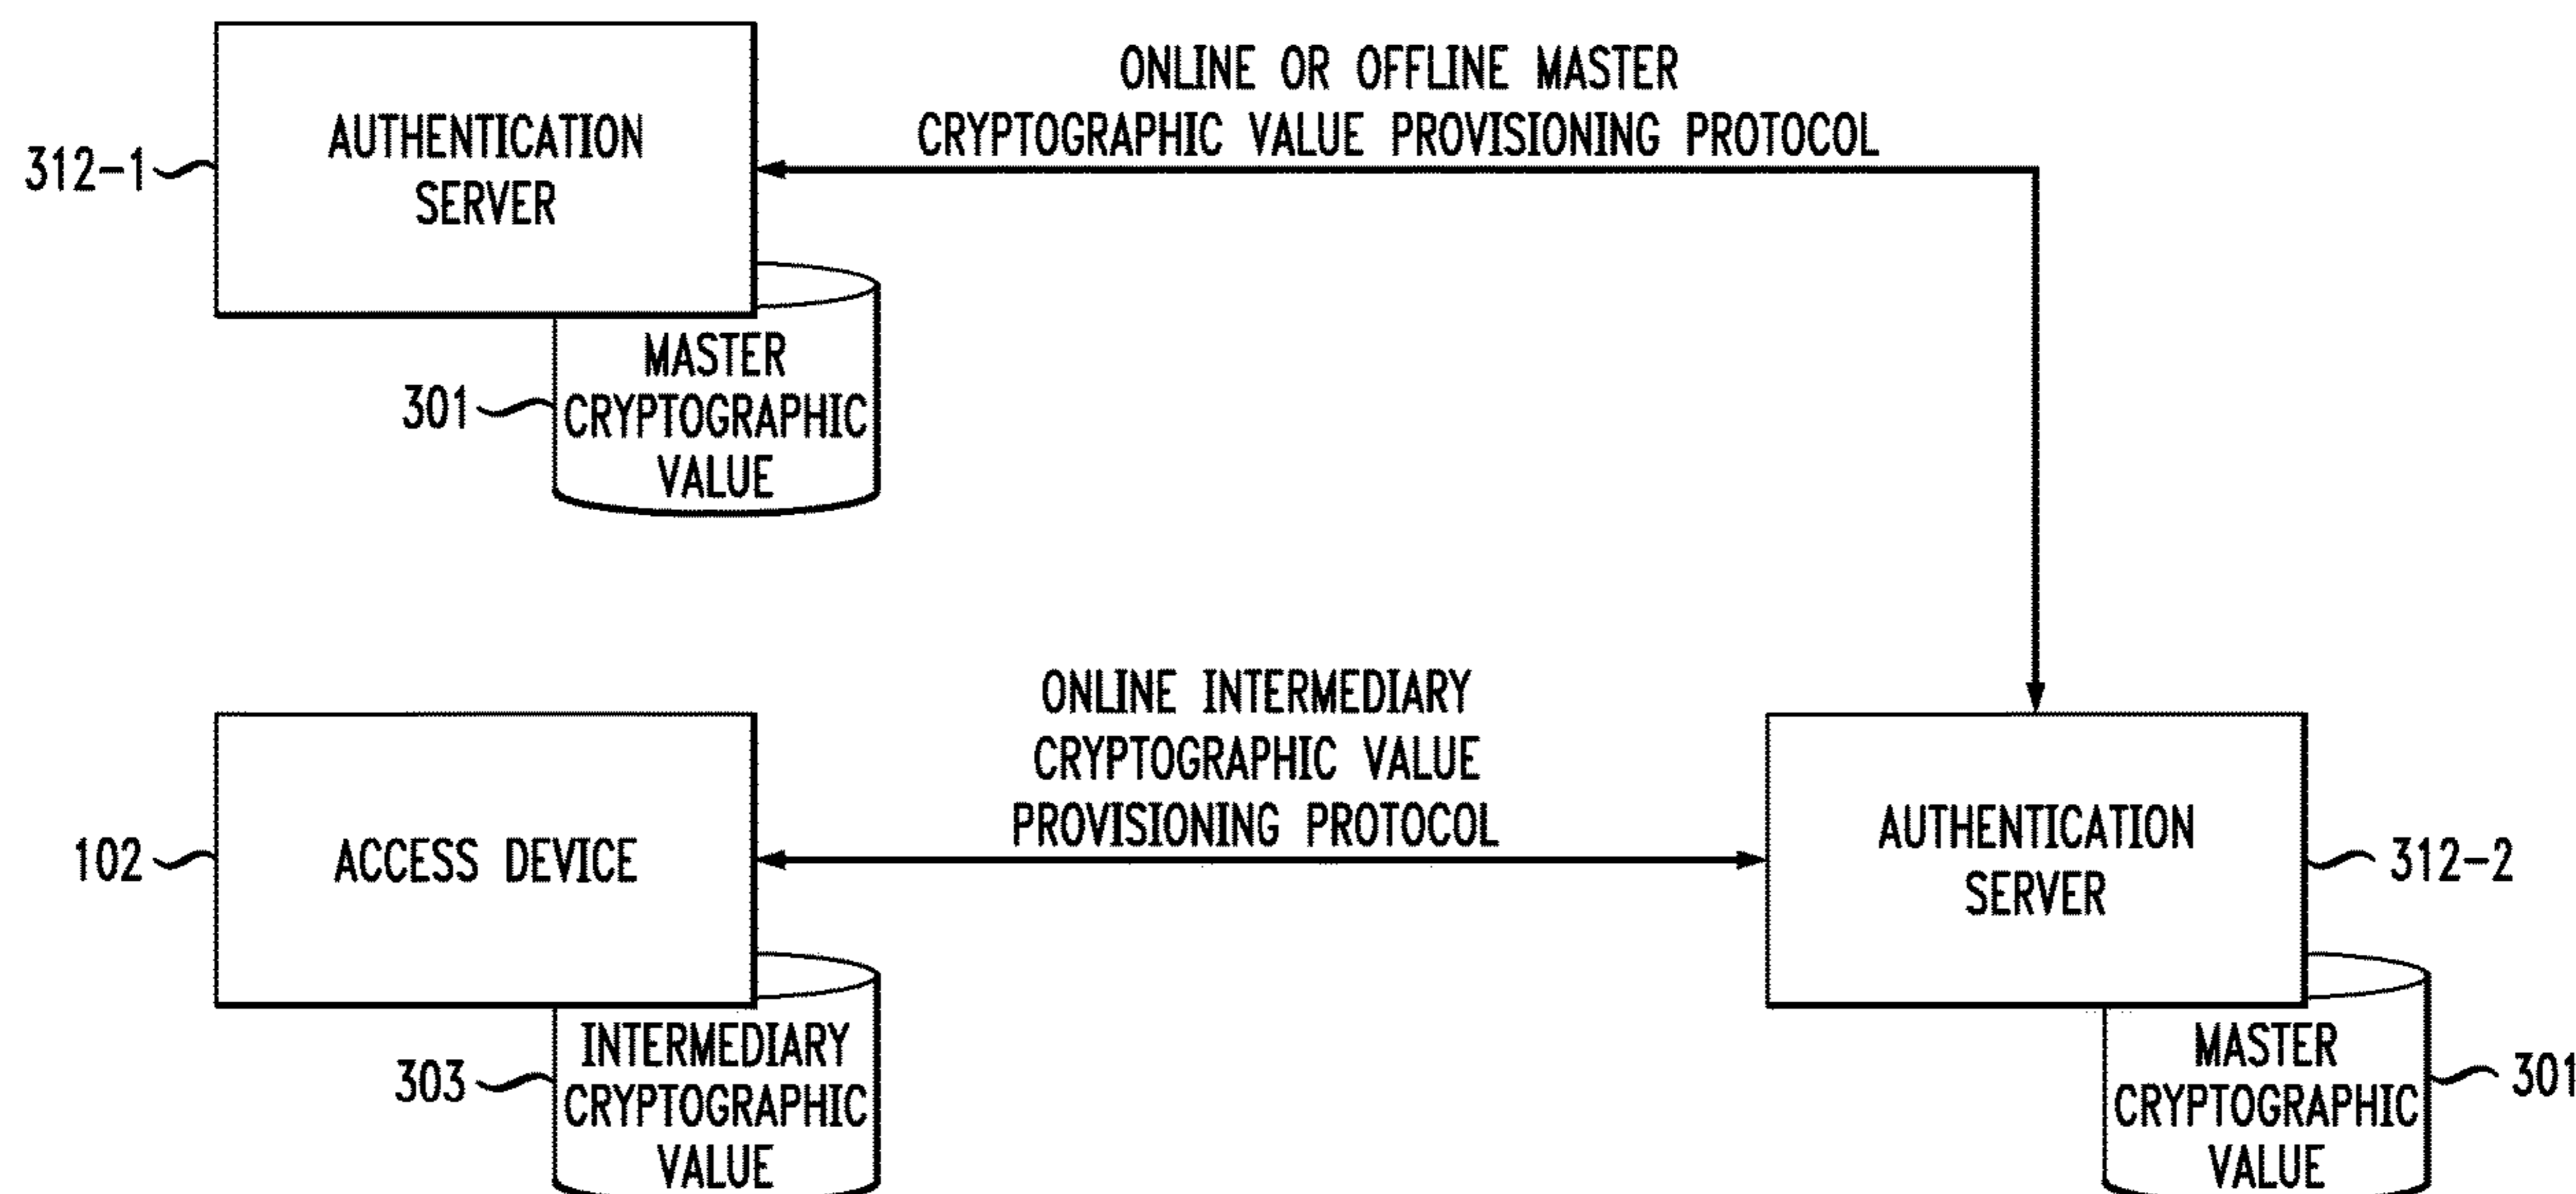 ONLINE OR OFFLINE MASTER
CRYPTOGRAPHIC VALUE PROVISIONING PROTOCOL
312-1
AUTHENTICATION
SERVER
301
MASTER
CRYPTOGRAPHIC
VALUE
ONLINE INTERMEDIARY
CRYPTOGRAPHIC VALUE
PROVISIONING PROTOCOL
102
ACCESS DEVICE
303
INTERMEDIARY
CRYPTOGRAPHIC
VALUE
AUTHENTICATION
SERVER
312-2
MASTER
CRYPTOGRAPHIC
VALUE
301